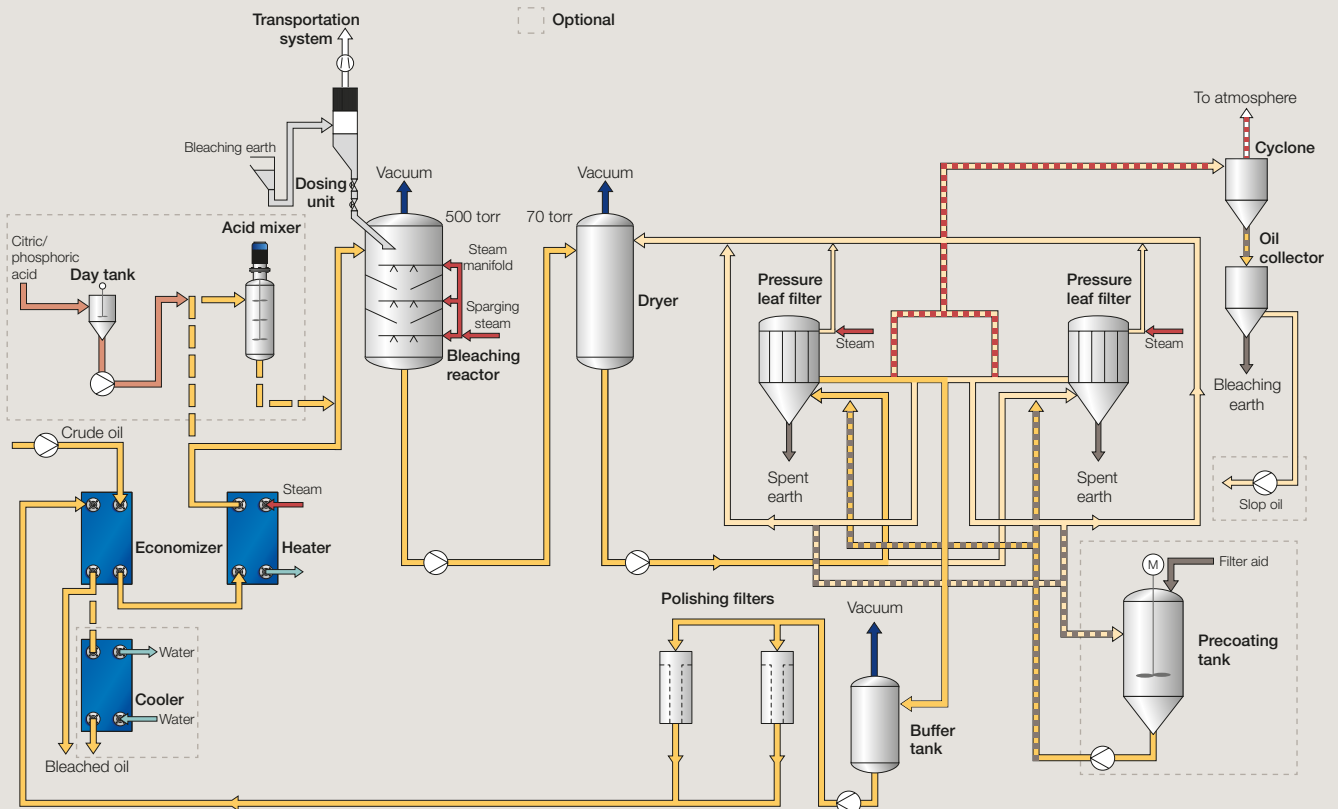 Transportation
system
Optional
To atmosphere
Cyclone
Bleaching earth
Dosing
unit
Vacuum
500 torr
70 torr
Vacuum
Oil
collector
Acid mixer
Citric/
phosphoric
acid
Day tank
Steam
manifold
Sparging
steam
Bleaching
reactor
Dryer
Pressure
leaf filter
Steam
Pressure
leaf filter
Steam
Bleaching
earth
Spent
earth
Spent
earth
Slop oil
Crude oil
Steam
Economizer
Heater
M
Filter aid
Polishing filters
Vacuum
Precoating
tank
Water
Cooler
Water
Bleached oil
Buffer
tank